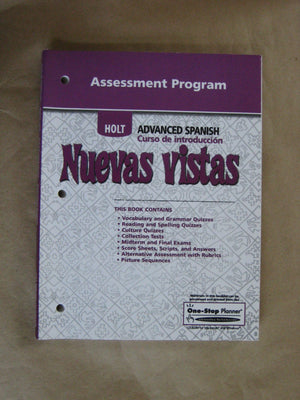 Assessment Program
HOLT
ADVANCED SPANISH
Curso de introducción
Nuevas vistas
THIS BOOK CONTAINS
• Vocabulary and Grammar Quizzes
• Reading and Spelling Quizzes
• Culture Quizzes
• Collection Tests
• Midterm and Final Exams
• Score Sheets, Scripts, and Answers
• Alternative Assessment with Rubrics
• Picture Sequences
One-Stop Planner